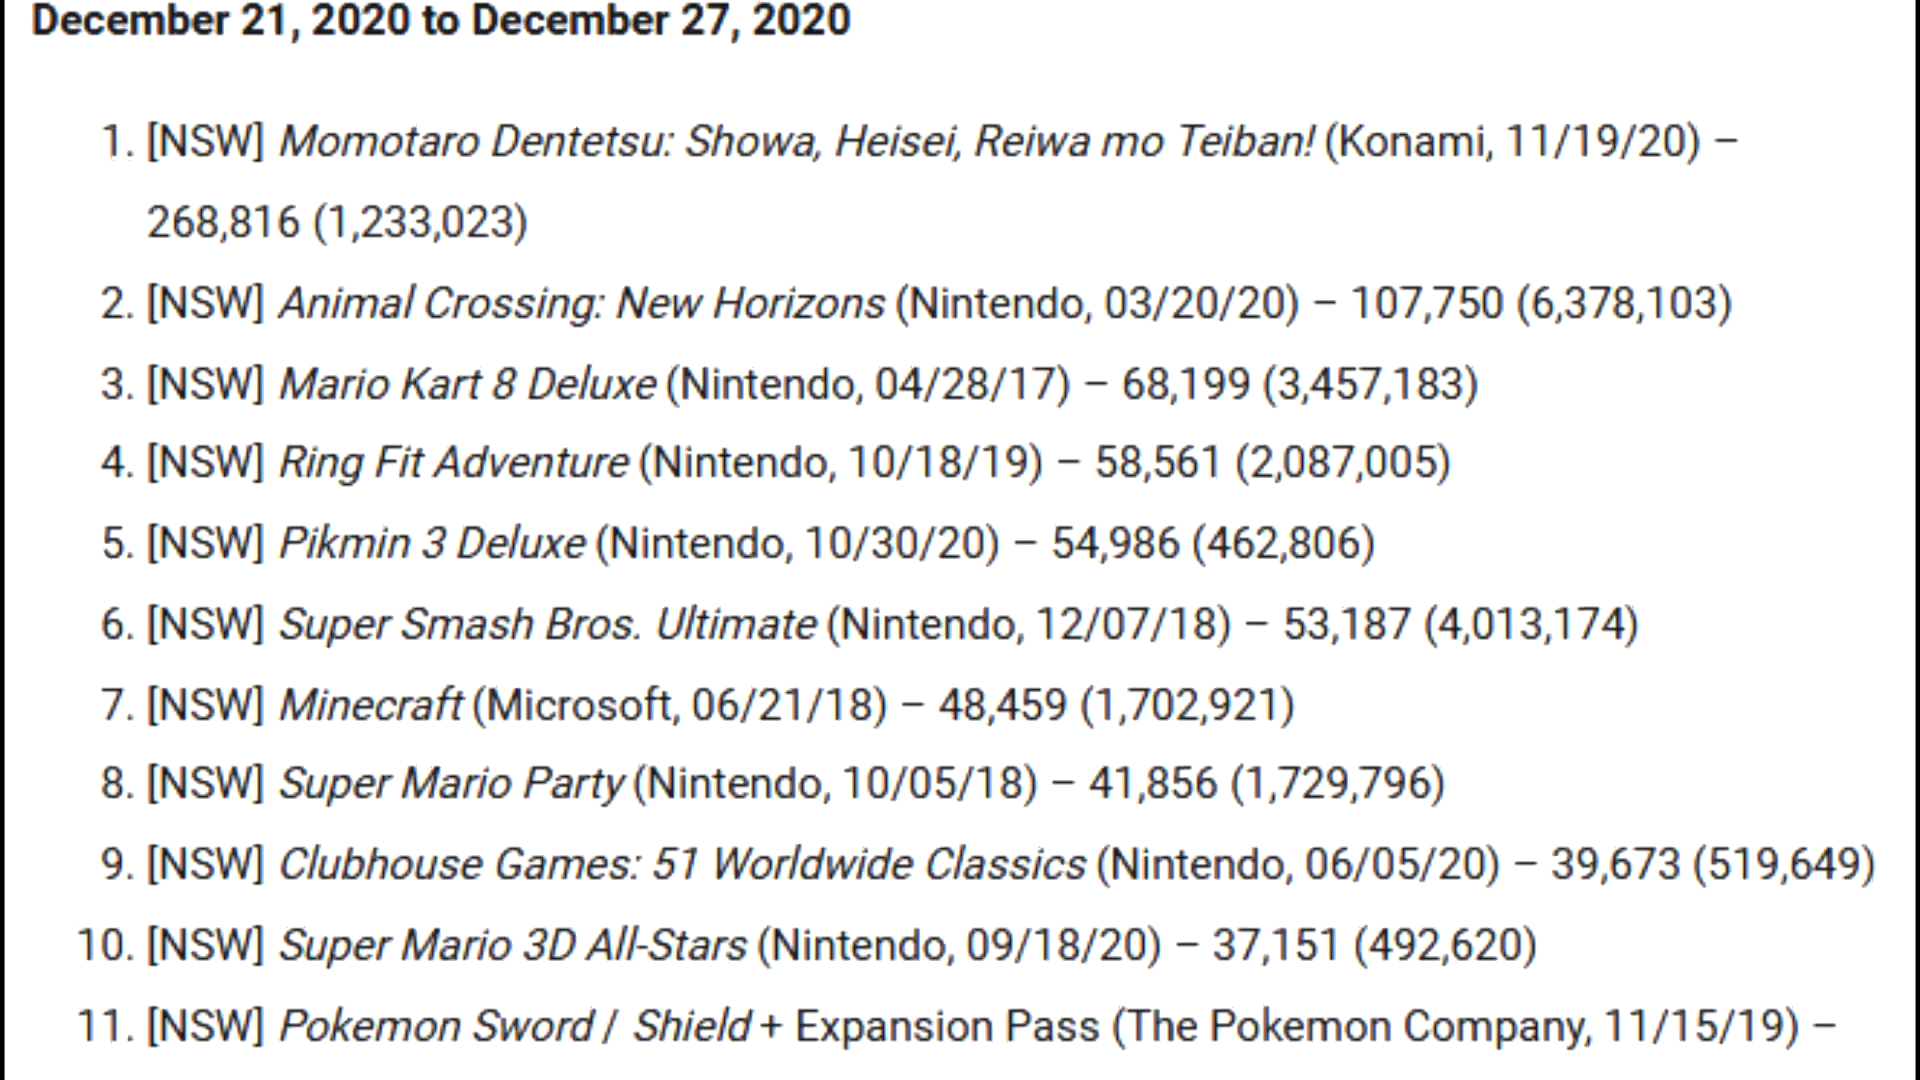 December 21, 2020 to December 27, 2020
1. [NSW] Momotaro Dentetsu: Showa, Heisei, Reiwa mo Teiban! (Konami, 11/19/20) –
268,816 (1,233,023)
2. [NSW] Animal Crossing: New Horizons (Nintendo, 03/20/20) – 107,750 (6,378,103)
3. [NSW] Mario Kart 8 Deluxe (Nintendo, 04/28/17) – 68,199 (3,457,183)
4. [NSW] Ring Fit Adventure (Nintendo, 10/18/19) – 58,561 (2,087,005)
5. [NSW] Pikmin 3 Deluxe (Nintendo, 10/30/20) – 54,986 (462,806)
6. [NSW] Super Smash Bros. Ultimate (Nintendo, 12/07/18) – 53,187 (4,013,174)
7. [NSW] Minecraft (Microsoft, 06/21/18) – 48,459 (1,702,921)
8. [NSW] Super Mario Party (Nintendo, 10/05/18) – 41,856 (1,729,796)
9. [NSW] Clubhouse Games: 51 Worldwide Classics (Nintendo, 06/05/20) – 39,673 (519,649)
10. [NSW] Super Mario 3D All-Stars (Nintendo, 09/18/20) – 37,151 (492,620)
11. [NSW] Pokemon Sword / Shield + Expansion Pass (The Pokemon Company, 11/15/19) –